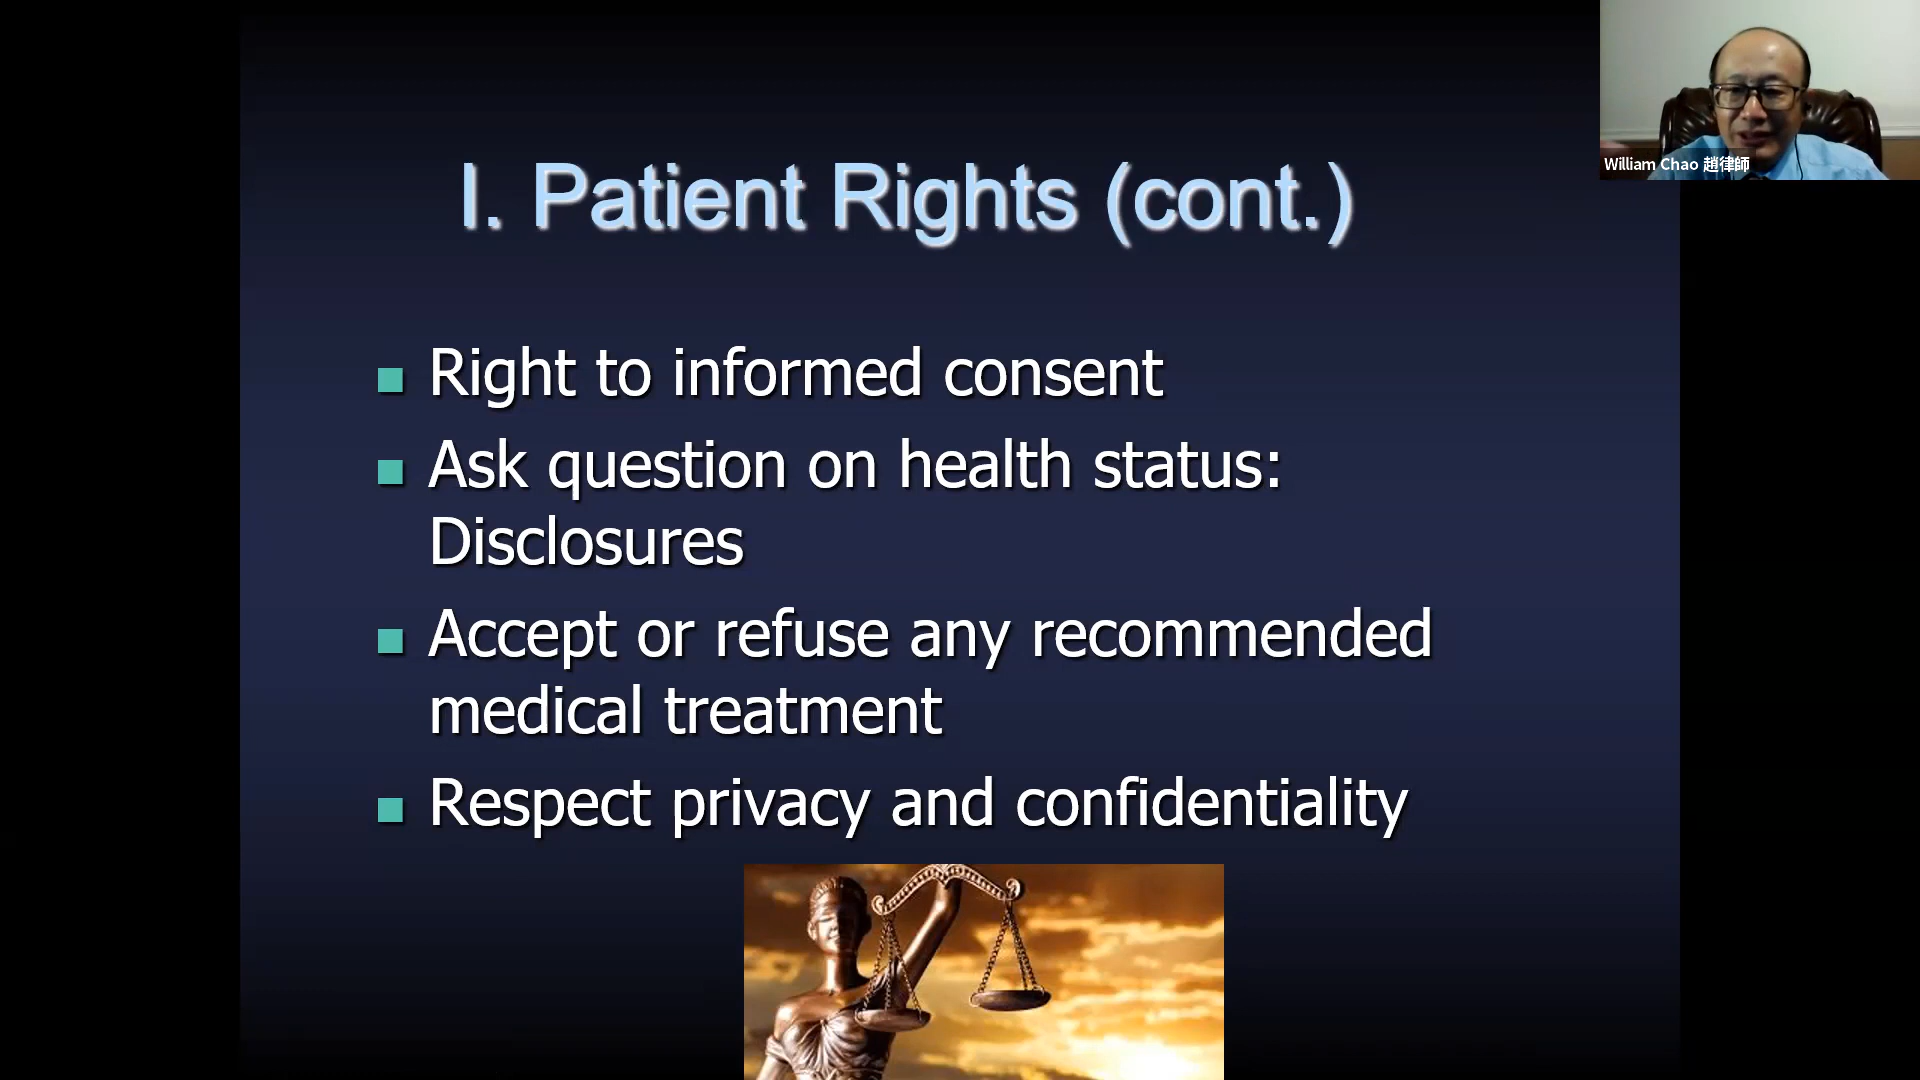 I. Patient Rights (cont.)
Right to informed consent
Ask question on health status:
Disclosures
Accept or refuse any recommended
medical treatment
Respect privacy and confidentiality
William Chao 趙律師